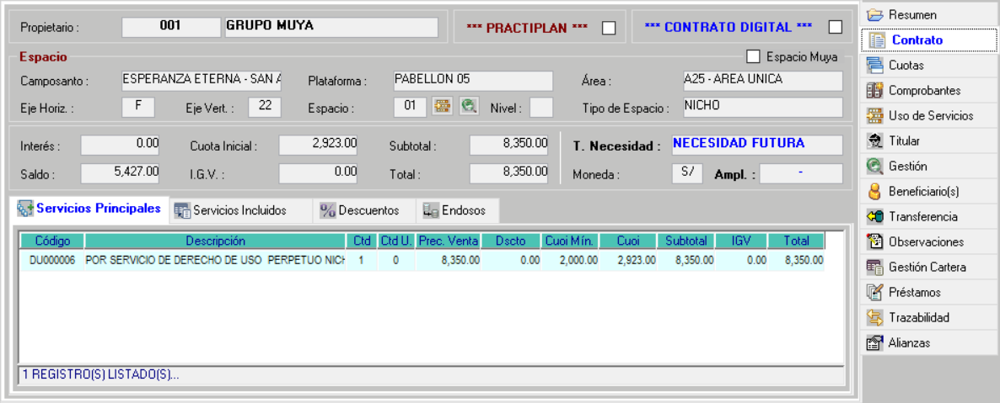 Propietario : 001 GRUPO MUYA *** PRACTIPLAN *** *** CONTRATO DIGITAL ***
Espacio Espacio Muya
Camposanto : ESPERANZA ETERNA - SAN A Plataforma : PABELLON 05 Área : A25 - AREA UNICA
Eje Horiz. : F Eje Vert. : 22 Espacio : 01 Nivel : Tipo de Espacio : NICHO
Interés : 0.00 Cuota Inicial : 2,923.00 Subtotal : 8,350.00 T. Necesidad : NECESIDAD FUTURA
Saldo : 5,427.00 I.G.V. : 0.00 Total : 8,350.00 Moneda : S/ Ampl. : -
Servicios Principales Servicios Incluidos Descuentos Endosos
Código Descripción Ctd Ctd U. Prec. Venta Dscto Cuoi Mín. Cuoi Subtotal IGV Total
DU000006 POR SERVICIO DE DERECHO DE USO PERPETUO NICH 1 0 8,350.00 0.00 2,000.00 2,923.00 8,350.00 0.00 8,350.00
1 REGISTRO(S) LISTADO(S)...
Resumen
Contrato
Cuotas
Comprobantes
Uso de Servicios
Titular
Gestión
Beneficiario(s)
Transferencia
Observaciones
Gestión Cartera
Préstamos
Trazabilidad
Alianzas